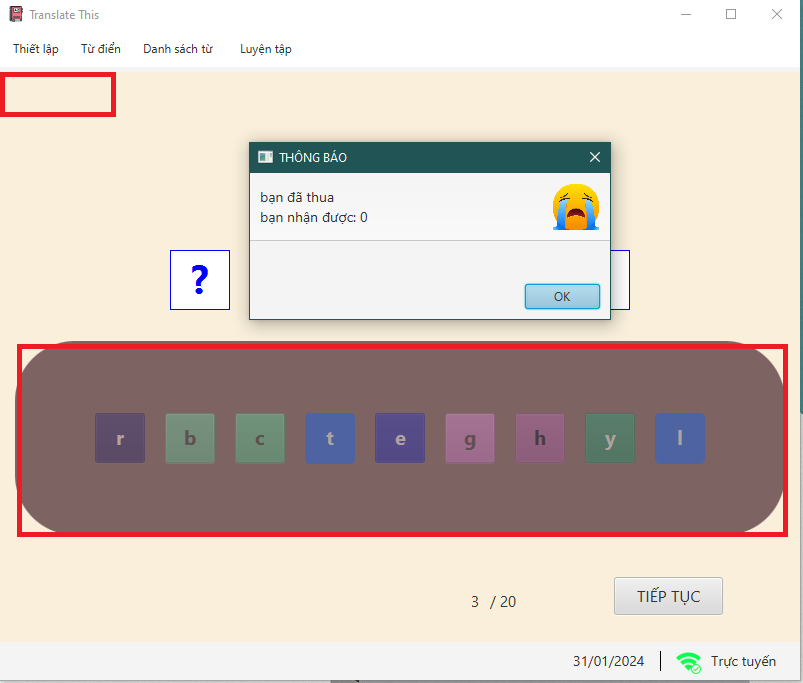 Translate This
Thiết lập Từ điển Danh sách từ Luyện tập
THÔNG BÁO
bạn đã thua
bạn nhận được: 0
?
OK
r b c t e g h y l
3 / 20
TIẾP TỤC
31/01/2024 Trực tuyến